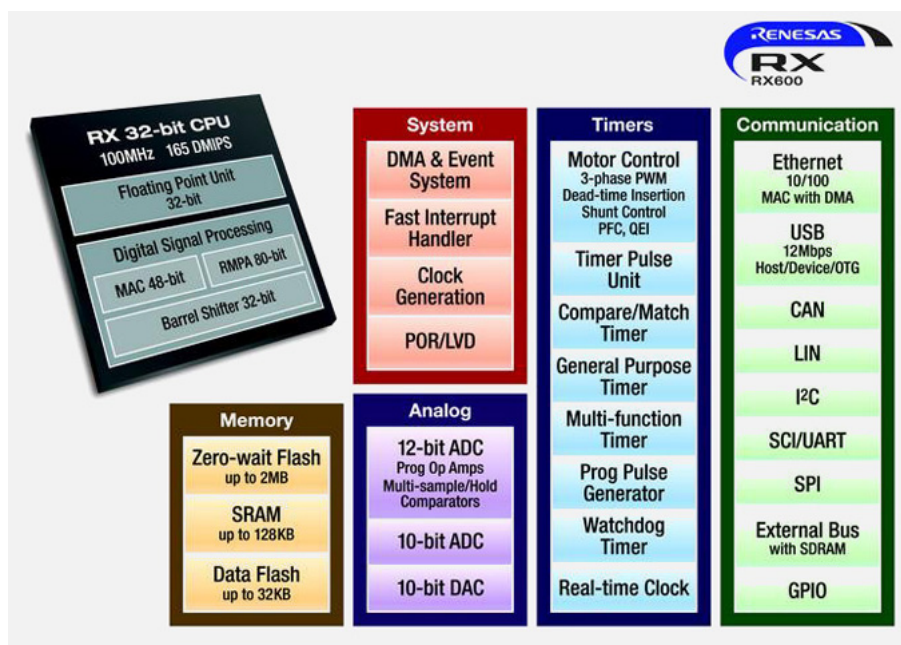 RENESAS
RX
RX600
RX 32-bit CPU
100MHz 165 DMIPS
Floating Point Unit
32-bit
Digital Signal Processing
MAC 48-bit
RMPA 80-bit
Barrel Shifter 32-bit
Memory
Zero-wait Flash
up to 2MB
SRAM
up to 128KB
Data Flash
up to 32KB
System
DMA & Event
System
Fast Interrupt
Handler
Clock
Generation
POR/LVD
Analog
12-bit ADC
Prog Op Amps
Multi-sample/Hold
Comparators
10-bit ADC
10-bit DAC
Timers
Motor Control
3-phase PWM
Dead-time Insertion
Shunt Control
PFC, QEI
Timer Pulse
Unit
Compare/Match
Timer
General Purpose
Timer
Multi-function
Timer
Prog Pulse
Generator
Watchdog
Timer
Real-time Clock
Communication
Ethernet
10/100
MAC with DMA
USB
12Mbps
Host/Device/OTG
CAN
LIN
I²C
SCI/UART
SPI
External Bus
with SDRAM
GPIO